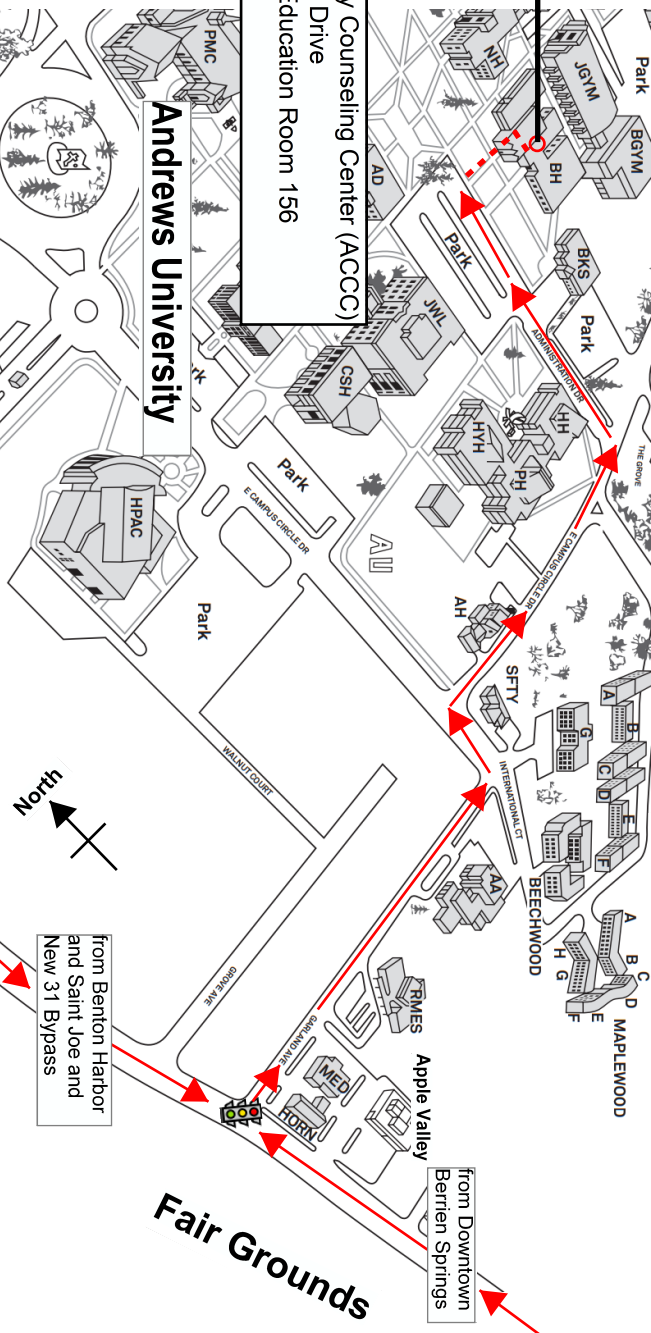 y Counseling Center (ACCC)
Drive
Education Room 156
Andrews University
Park
PMC
NH
JGYM
BGYM
BH
AD
Park
BKS
Park
JWL
CSH
ADMINISTRATION DR
HH
HYH
PH
THE GROVE
rk
Park
E CAMPUS CIRCLE DR
HPAC
Park
AU
E CAMPUS CIRCLE DR
AH
SFTY
A
B
C
D
E
F
G
INTERNATIONAL CT
BEECHWOOD
WALNUT COURT
North
AA
A
B
C
D
E
F
G
H
MAPLEWOOD
RMES
GROVE AVE
GARLAND AVE
MED
HORN
Apple Valley
from Benton Harbor
and Saint Joe and
New 31 Bypass
from Downtown
Berrien Springs
Fair Grounds